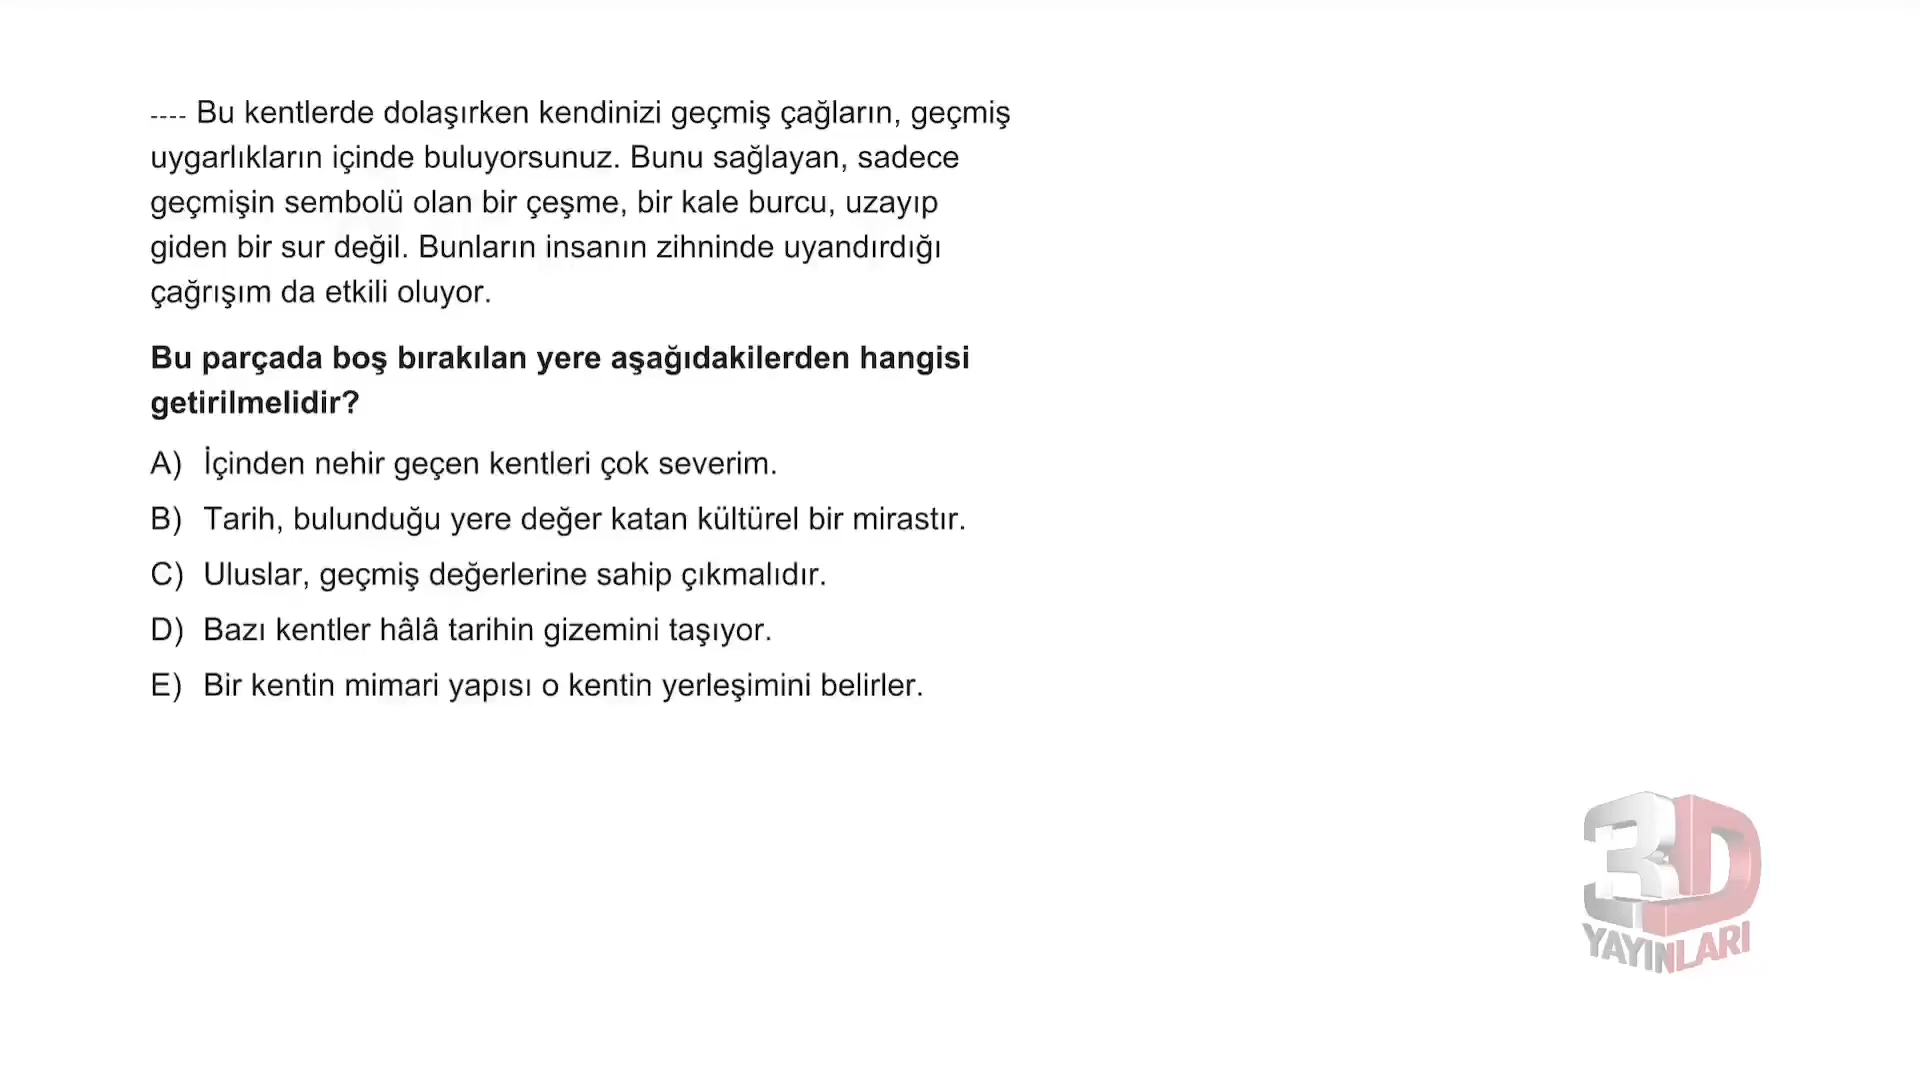 ---- Bu kentlerde dolaşırken kendinizi geçmiş çağların, geçmiş
uygarlıkların içinde buluyorsunuz. Bunu sağlayan, sadece
geçmişin sembolü olan bir çeşme, bir kale burcu, uzayıp
giden bir sur değil. Bunların insanın zihninde uyandırdığı
çağrışım da etkili oluyor.
Bu parçada boş bırakılan yere aşağıdakilerden hangisi
getirilmelidir?
A) İçinden nehir geçen kentleri çok severim.
B) Tarih, bulunduğu yere değer katan kültürel bir mirastır.
C) Uluslar, geçmiş değerlerine sahip çıkmalıdır.
D) Bazı kentler hâlâ tarihin gizemini taşıyor.
E) Bir kentin mimari yapısı o kentin yerleşimini belirler.
3D
YAYINLARI